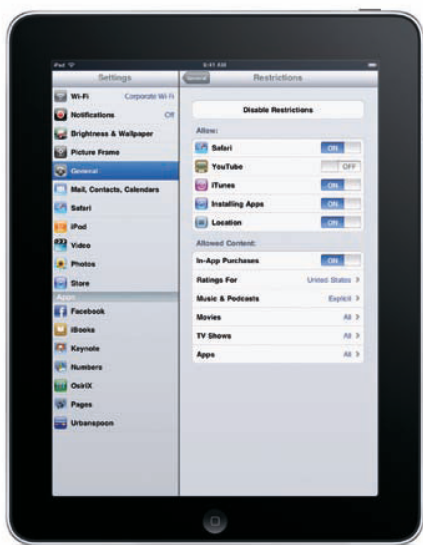 iPad 9:41 AM
Settings
General Restrictions
Wi-Fi Corporate Wi-Fi
Notifications Off
Brightness & Wallpaper
Picture Frame
General
Mail, Contacts, Calendars
Safari
iPod
Video
Photos
Store
Apps
Facebook
iBooks
Keynote
Numbers
OsiriX
Pages
Urbanspoon
Disable Restrictions
Allow:
Safari ON
YouTube OFF
iTunes ON
Installing Apps ON
Location ON
Allowed Content:
In-App Purchases ON
Ratings For United States
Music & Podcasts Explicit
Movies All
TV Shows All
Apps All